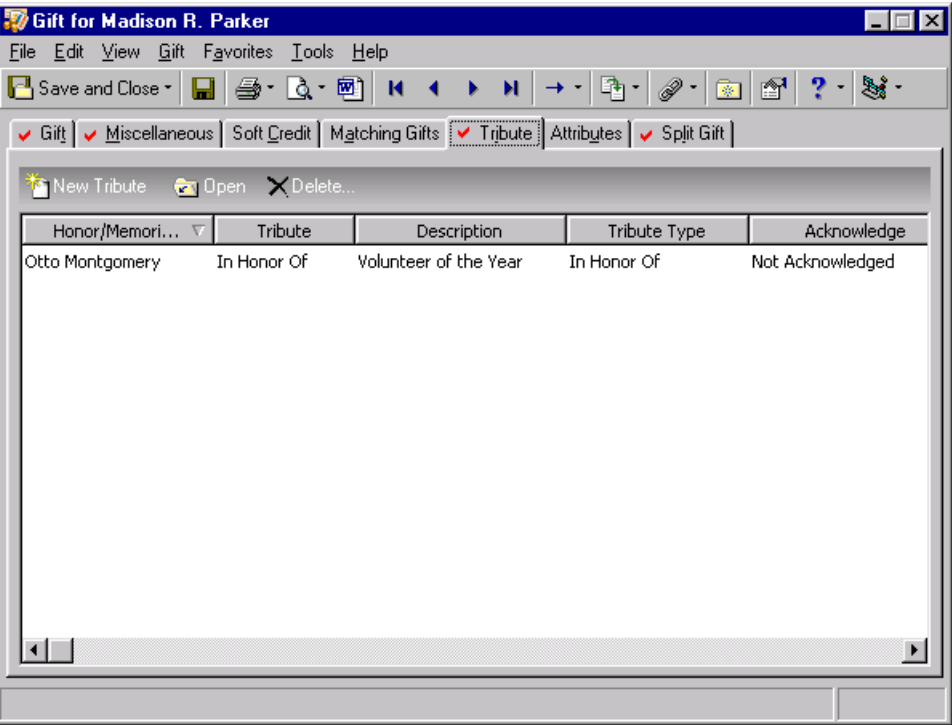 Gift for Madison R. Parker
File Edit View Gift Favorites Tools Help
Save and Close W ?
Gift Miscellaneous Soft Credit Matching Gifts Tribute Attributes Split Gift
New Tribute Open Delete...
Honor/Memori... Tribute Description Tribute Type Acknowledge
Otto Montgomery In Honor Of Volunteer of the Year In Honor Of Not Acknowledged